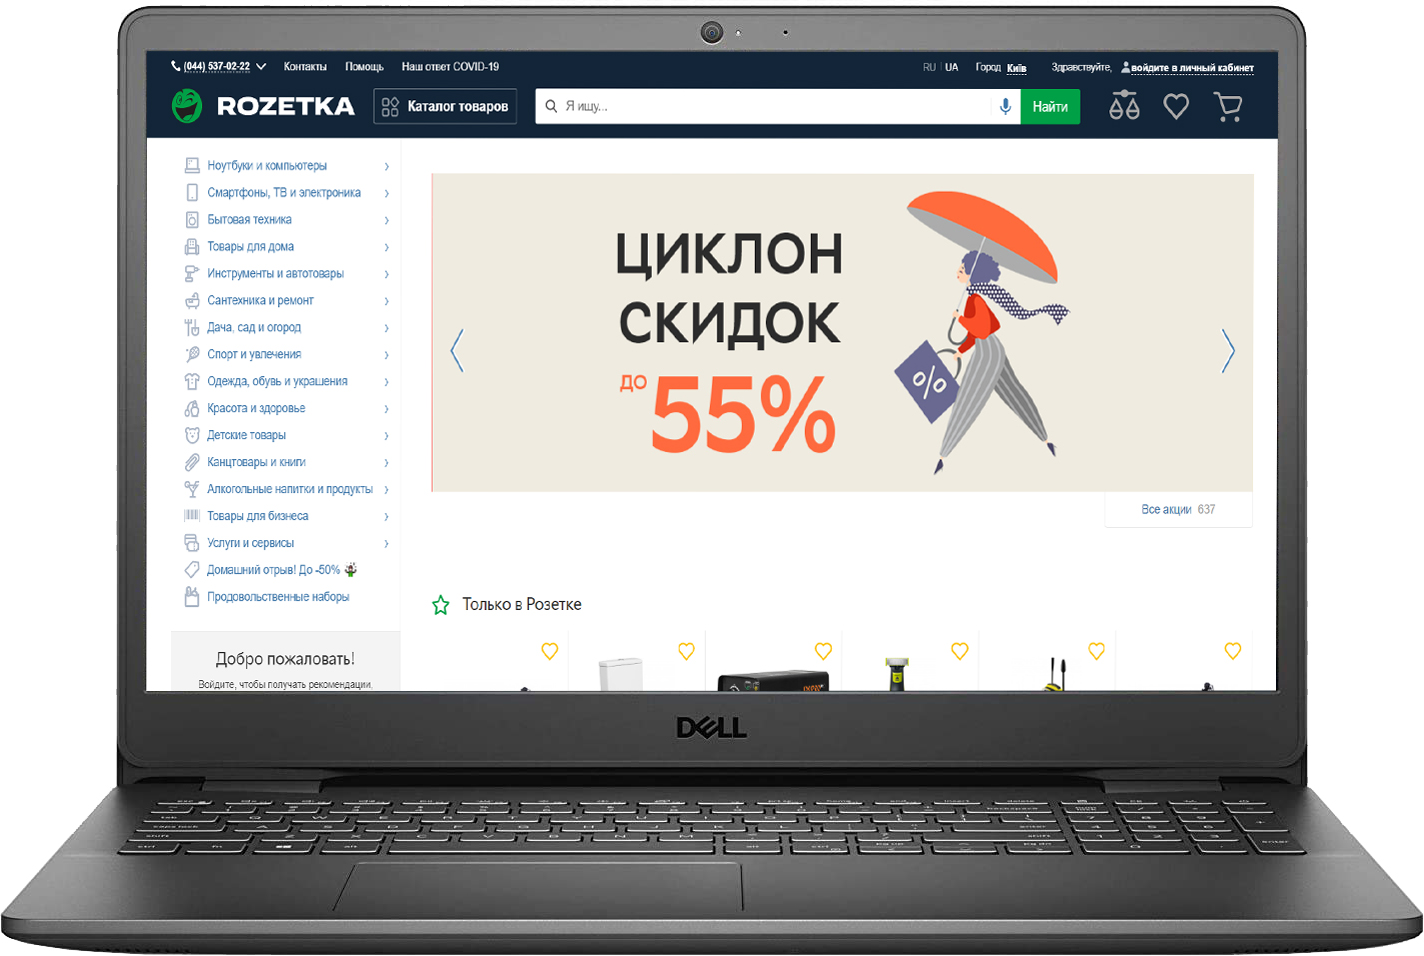 (044) 537-02-22 Контакты Помощь Наш ответ COVID-19 RU UA Город Київ Здравствуйте, войдите в личный кабинет
ROZETKA Каталог товаров Я ищу... Найти
Ноутбуки и компьютеры
Смартфоны, ТВ и электроника
Бытовая техника
Товары для дома
Инструменты и автотовары
Сантехника и ремонт
Дача, сад и огород
Спорт и увлечения
Одежда, обувь и украшения
Красота и здоровье
Детские товары
Канцтовары и книги
Алкогольные напитки и продукты
Товары для бизнеса
Услуги и сервисы
Домашний отрыв! До -50%
Продовольственные наборы
Добро пожаловать!
Войдите, чтобы получать рекомендации,
ЦИКЛОН
СКИДОК
ДО 55%
%
Все акции 637
Только в Розетке
DELL